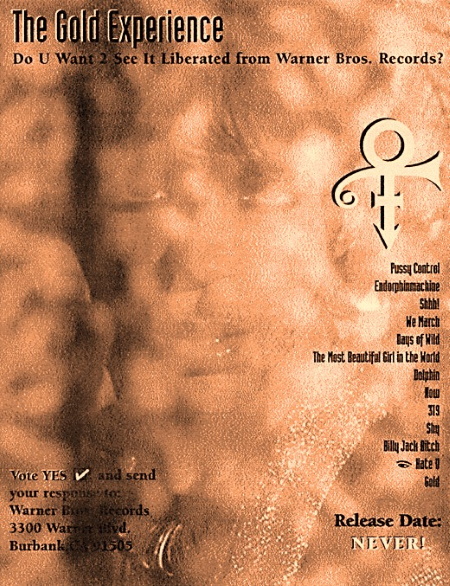 The Gold Experience
Do U Want 2 See It Liberated from Warner Bros. Records?
Pussy Control
Endorphinmachine
Shhh!
We March
Days of Wild
The Most Beautiful Girl in the World
Dolphin
Now
319
Shy
Billy Jack Bitch
👁 Hate U
Gold
Vote YES ✔ and send
your response to:
Warner Bros. Records
3300 Warner Blvd.
Burbank, CA 91505
Release Date:
NEVER!